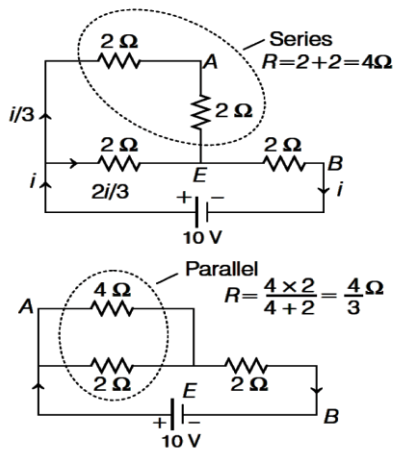 2 Ω
Series
R=2+2=4Ω
A
i/3
2 Ω
2 Ω
2 Ω
E
B
i
2i/3
i
+ −
10 V
Parallel
4 Ω
R= 4×2 / 4+2 = 4/3 Ω
A
2 Ω
E
2 Ω
+ −
B
10 V